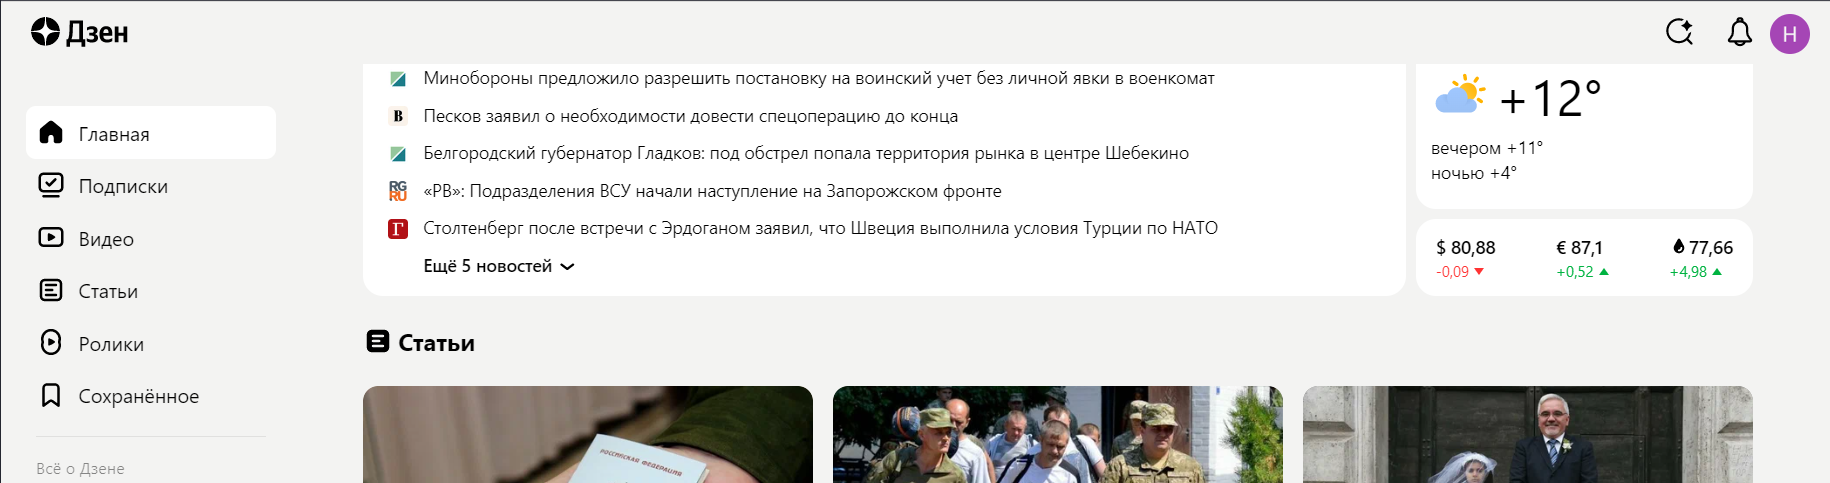 Дзен
Н
Главная
Подписки
Видео
Статьи
Ролики
Сохранённое
Всё о Дзене
Минобороны предложило разрешить постановку на воинский учет без личной явки в военкомат
В Песков заявил о необходимости довести спецоперацию до конца
Белгородский губернатор Гладков: под обстрел попала территория рынка в центре Шебекино
RG
RU
«РВ»: Подразделения ВСУ начали наступление на Запорожском фронте
Г Столтенберг после встречи с Эрдоганом заявил, что Швеция выполнила условия Турции по НАТО
Ещё 5 новостей
+12°
вечером +11°
ночью +4°
$ 80,88 € 87,1 77,66
-0,09 +0,52 +4,98
Статьи
РОССИЙСКАЯ ФЕДЕРАЦИЯ